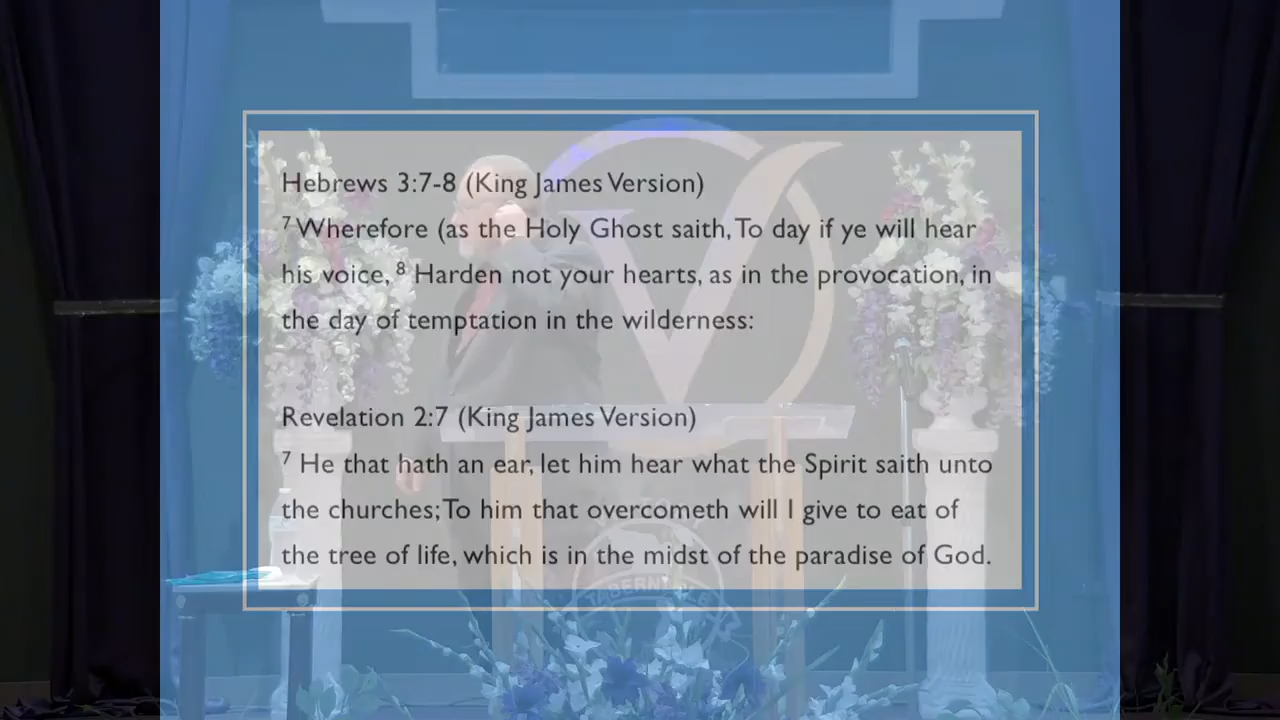 Hebrews 3:7-8 (King James Version)
7 Wherefore (as the Holy Ghost saith, To day if ye will hear
his voice, 8 Harden not your hearts, as in the provocation, in
the day of temptation in the wilderness:
Revelation 2:7 (King James Version)
7 He that hath an ear, let him hear what the Spirit saith unto
the churches; To him that overcometh will I give to eat of
the tree of life, which is in the midst of the paradise of God.
V
TABERNACLE